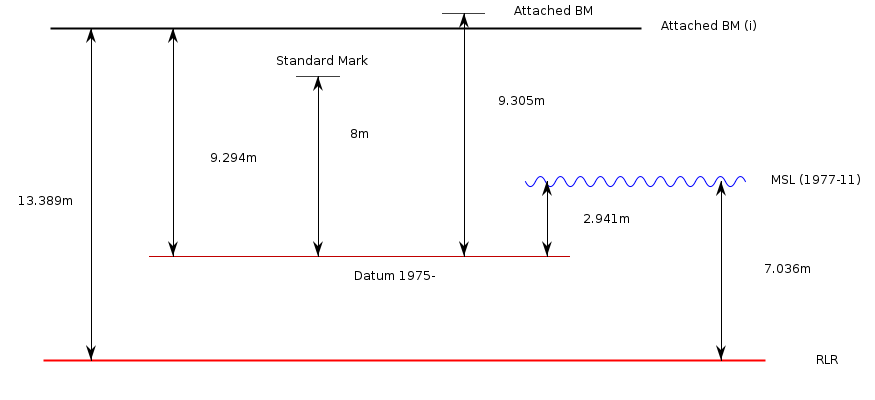 Attached BM
Attached BM (i)
Standard Mark
9.305m
8m
9.294m
MSL (1977-11)
13.389m
2.941m
7.036m
Datum 1975-
RLR